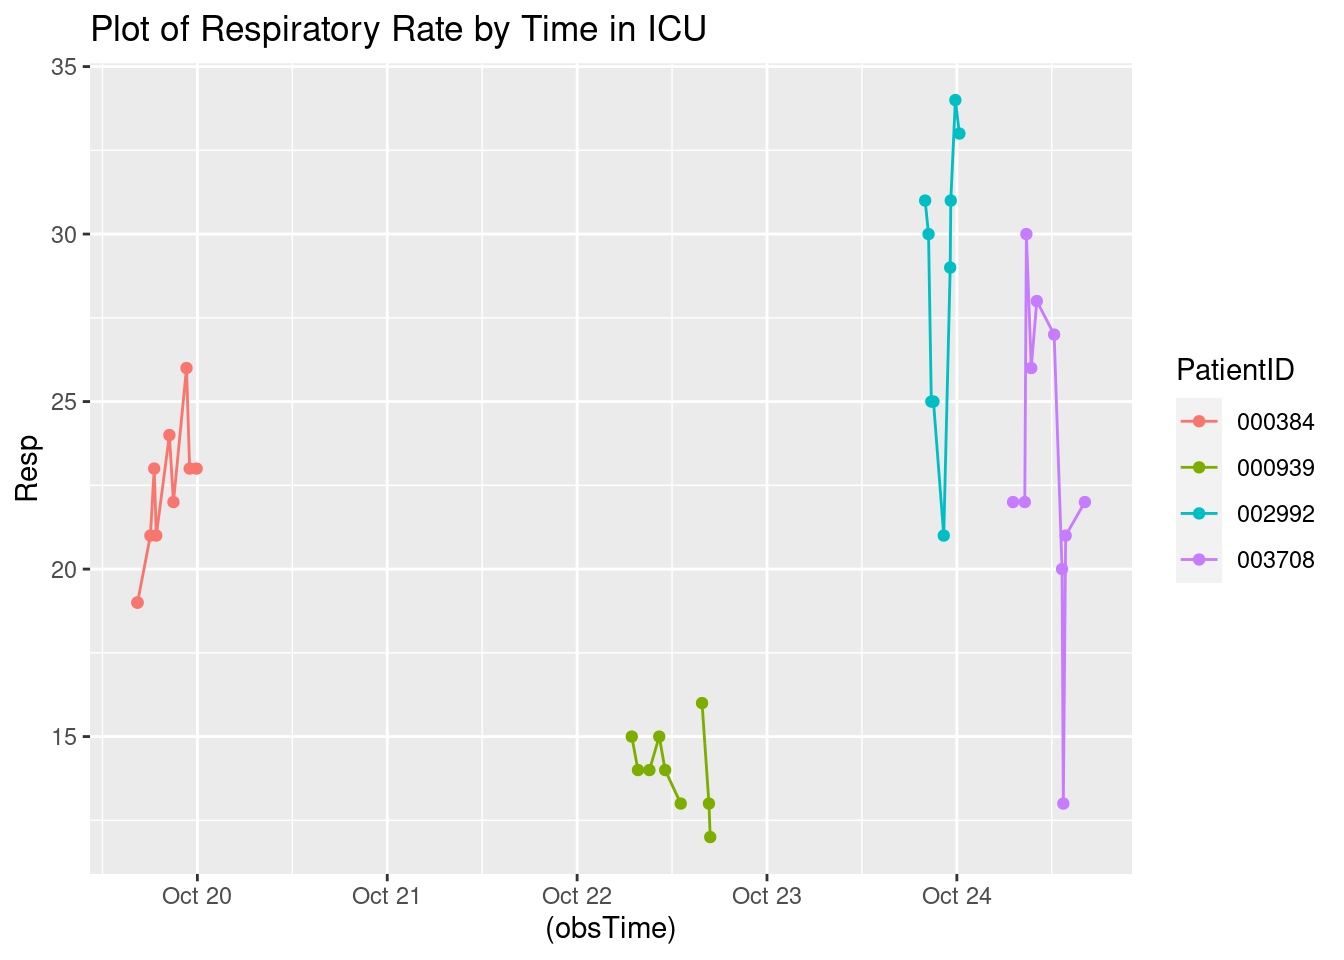 Plot of Respiratory Rate by Time in ICU
35
30
25
20
15
Resp
Oct 20
Oct 21
Oct 22
Oct 23
Oct 24
(obsTime)
PatientID
000384
000939
002992
003708